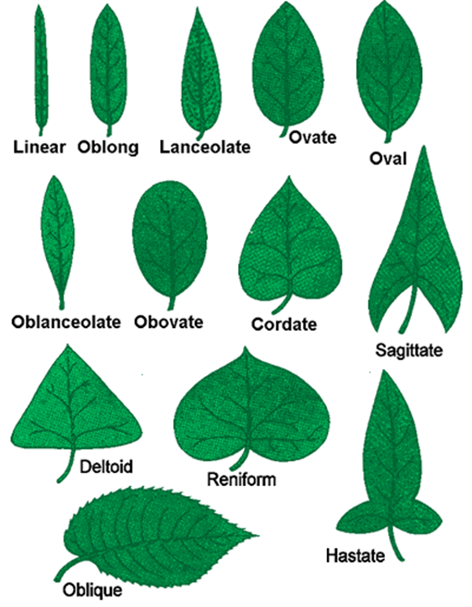 Linear
Oblong
Lanceolate
Ovate
Oval
Oblanceolate
Obovate
Cordate
Sagittate
Deltoid
Reniform
Hastate
Oblique